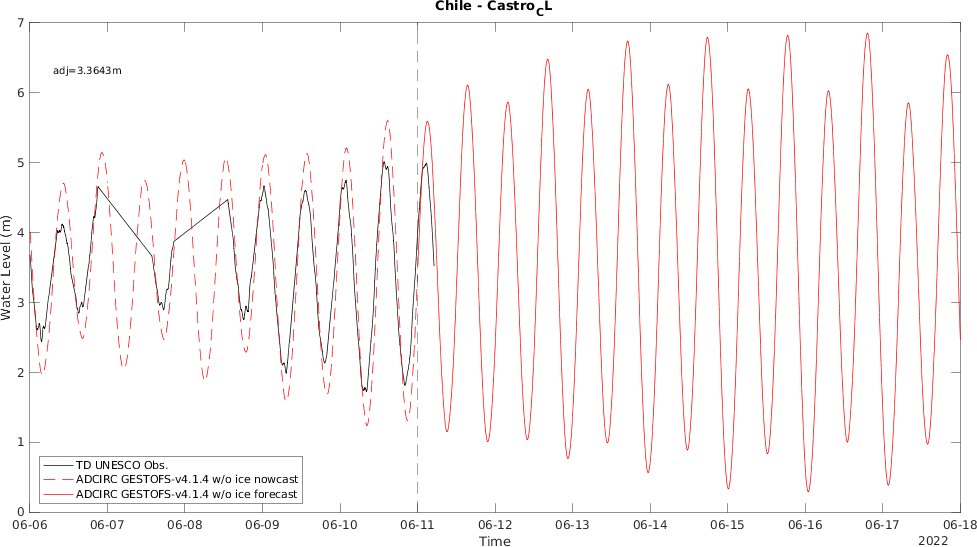 Chile - CastroCL
7
6
5
4
3
2
1
0
Water Level (m)
adj=3.3643m
TD UNESCO Obs.
ADCIRC GESTOFS-v4.1.4 w/o ice nowcast
ADCIRC GESTOFS-v4.1.4 w/o ice forecast
06-06 06-07 06-08 06-09 06-10 06-11 06-12 06-13 06-14 06-15 06-16 06-17 06-18
Time
2022